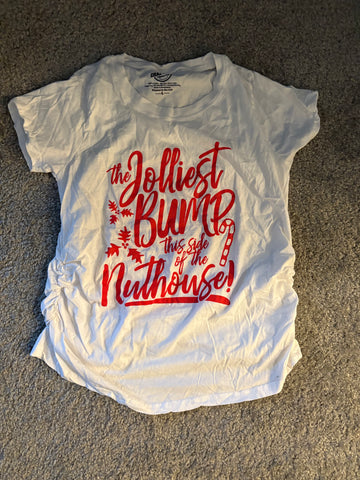 the Jolliest
BUMP
this side
of the
Nuthouse!